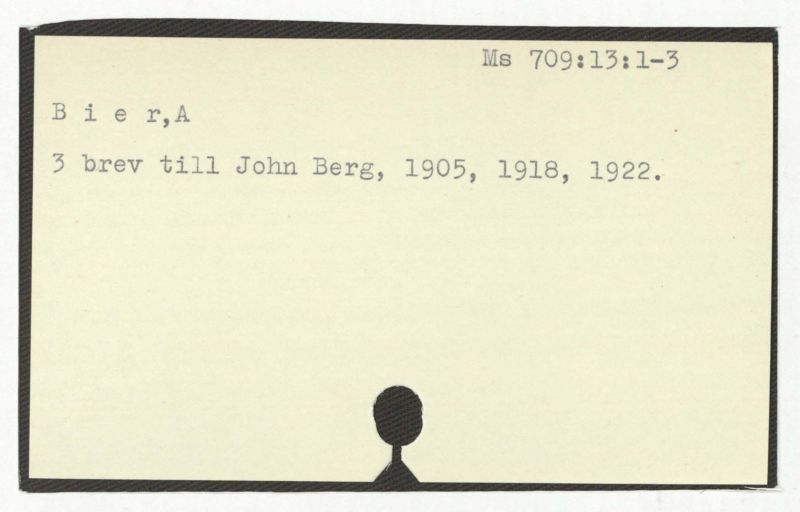 Ms 709:13:1-3
B i e r,A
3 brev till John Berg, 1905, 1918, 1922.